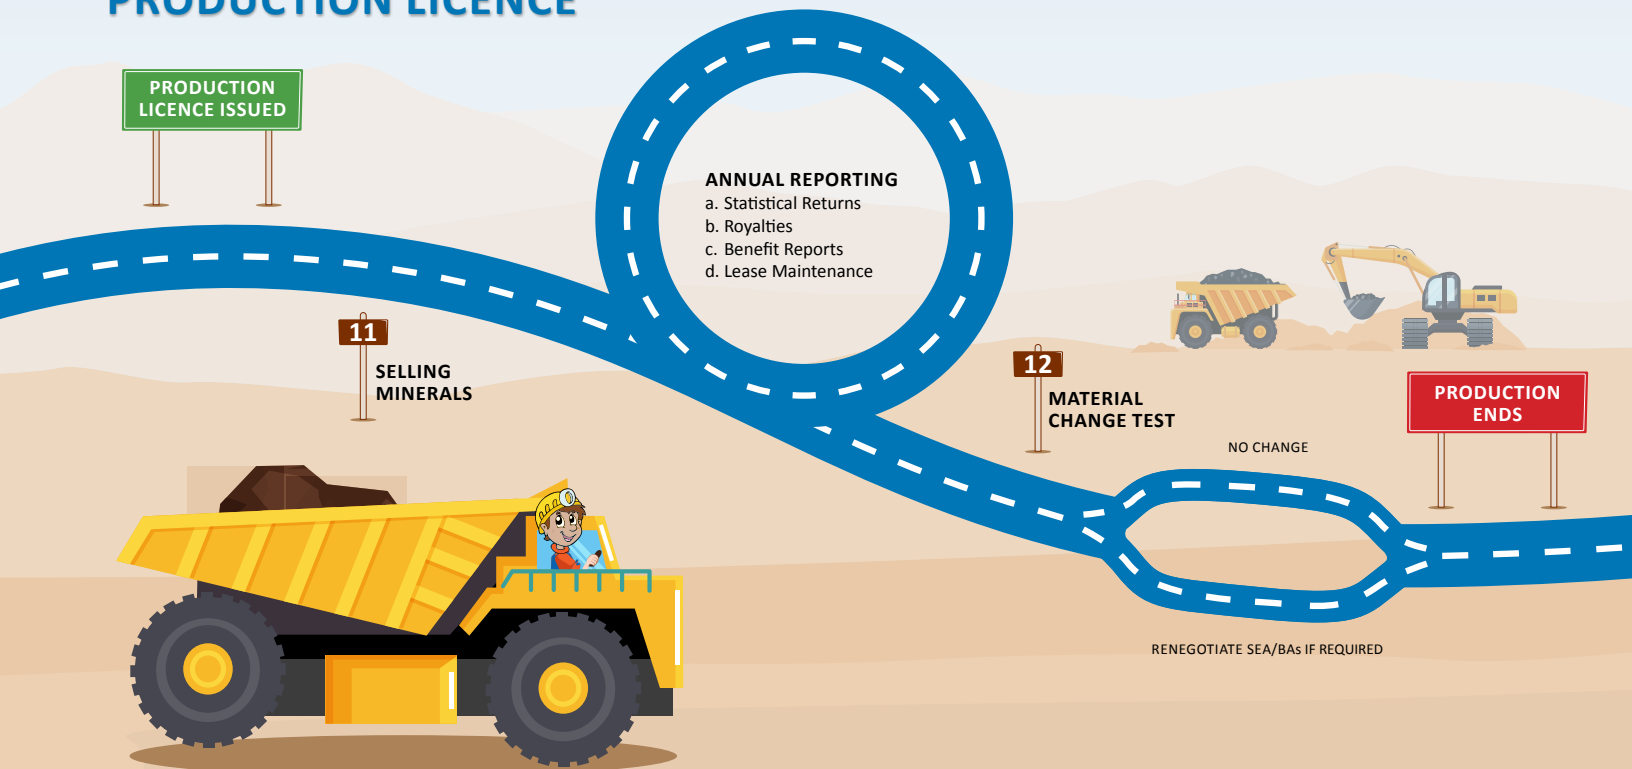 PRODUCTION LICENCE
PRODUCTION
LICENCE ISSUED
ANNUAL REPORTING
a. Statistical Returns
b. Royalties
c. Benefit Reports
d. Lease Maintenance
11
SELLING
MINERALS
12
MATERIAL
CHANGE TEST
NO CHANGE
PRODUCTION
ENDS
RENEGOTIATE SEA/BAs IF REQUIRED